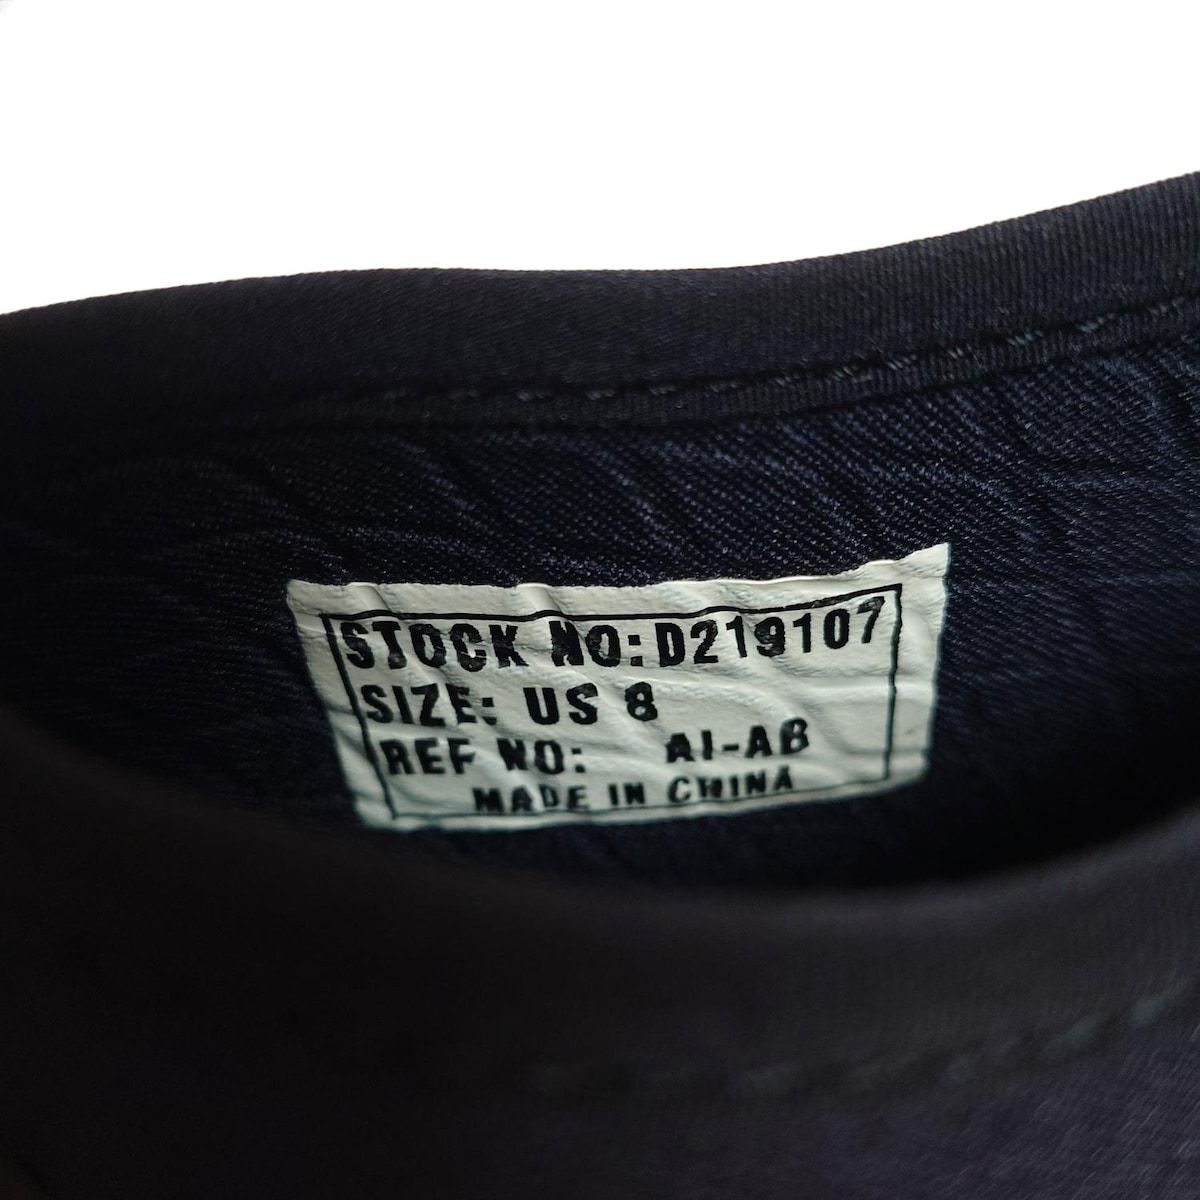 STOCK NO: D219107
SIZE: US 8
REF NO: AI-AB
MADE IN CHINA